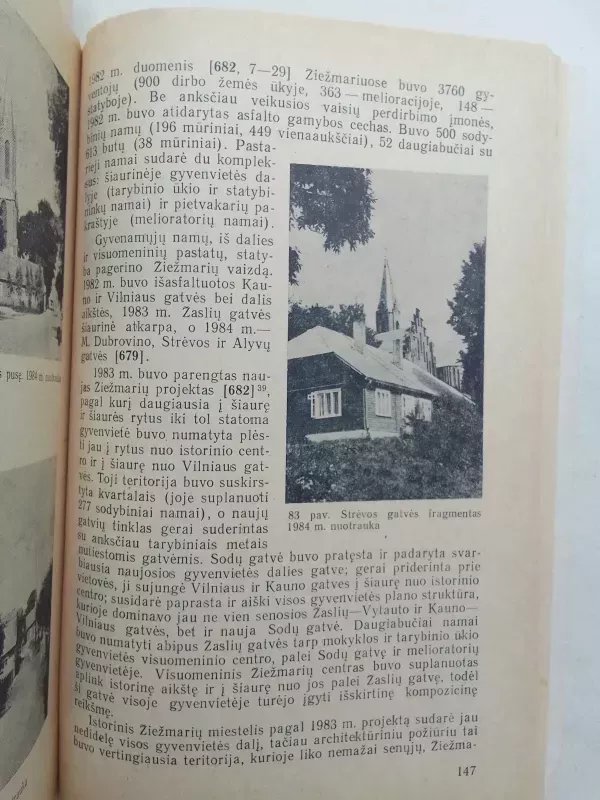 s pusę. 1984 m. nuotrauka
1982 m. duomenis [682, 7—29] Žiežmariuose buvo 3760 gy-
ventojų (900 dirbo žemės ūkyje, 363 — melioracijoje, 148 —
statyboje). Be anksčiau veikusios vaisių perdirbimo įmonės,
1982 m. buvo atidarytas asfalto gamybos cechas. Buvo 500 sody-
binių namų (196 mūriniai, 449 vienaaukščiai), 52 daugiabučiai su
613 butų (38 mūriniai). Pasta-
rieji namai sudarė du komplek-
sus: šiaurinėje gyvenvietės da-
lyje (tarybinio ūkio ir statybi-
ninkų namai) ir pietvakarių pa-
kraštyje (melioratorių namai).
Gyvenamųjų namų, iš dalies
ir visuomeninių pastatų, staty-
ba pagerino Žiežmarių vaizdą.
1982 m. buvo išasfaltuotos Kau-
no ir Vilniaus gatvės bei dalis
aikštės, 1983 m. Žaslių gatvės
šiaurinė atkarpa, o 1984 m.—
M. Dubrovino, Strėvos ir Alyvų
gatvės [679].
1983 m. buvo parengtas nau-
jas Žiežmarių projektas [682]39,
pagal kurį daugiausia į šiaurę
ir šiaurės rytus iki tol statoma
gyvenvietė buvo numatyta plės-
ti jau į rytus nuo istorinio cent-
ro ir į šiaurę nuo Vilniaus gat-
vės. Toji teritorija buvo suskirs-
tyta kvartalais (joje suplanuoti
277 sodybiniai namai), o naujų
gatvių tinklas gerai suderintas
su anksčiau tarybiniais metais
nutiestomis gatvėmis. Sodų gatvė buvo pratęsta ir padaryta svar-
biausia naujosios gyvenvietės dalies gatve; gerai priderinta prie
vietovės, ji sujungė Vilniaus ir Kauno gatves į šiaurę nuo istorinio
centro; susidarė paprasta ir aiški visos gyvenvietės plano struktūra,
kurioje dominavo jau ne vien senosios Žaslių—Vytauto ir Kauno—
Vilniaus gatvės, bet ir nauja Sodų gatvė. Daugiabučiai namai
buvo numatyti abipus Žaslių gatvės tarp mokyklos ir tarybinio ūkio
gyvenvietės visuomeninio centro, palei Sodų gatvę ir melioratorių
gyvenvietėje. Visuomeninis Žiežmarių centras buvo suplanuotas
aplink istorinę aikštę ir į šiaurę nuo jos palei Žaslių gatvę, todėl
ši gatvė visoje gyvenvietėje turėjo įgyti išskirtinę kompozicinę
reikšmę.
Istorinis Žiežmarių miestelis pagal 1983 m. projektą sudarė jau
nedidelę visos gyvenvietės dalį, tačiau architektūriniu požiūriu tai
buvo vertingiausia teritorija, kurioje liko nemažai senųjų, Žiežma-
83 pav. Strėvos gatvės fragmentas
1984 m. nuotrauka
147